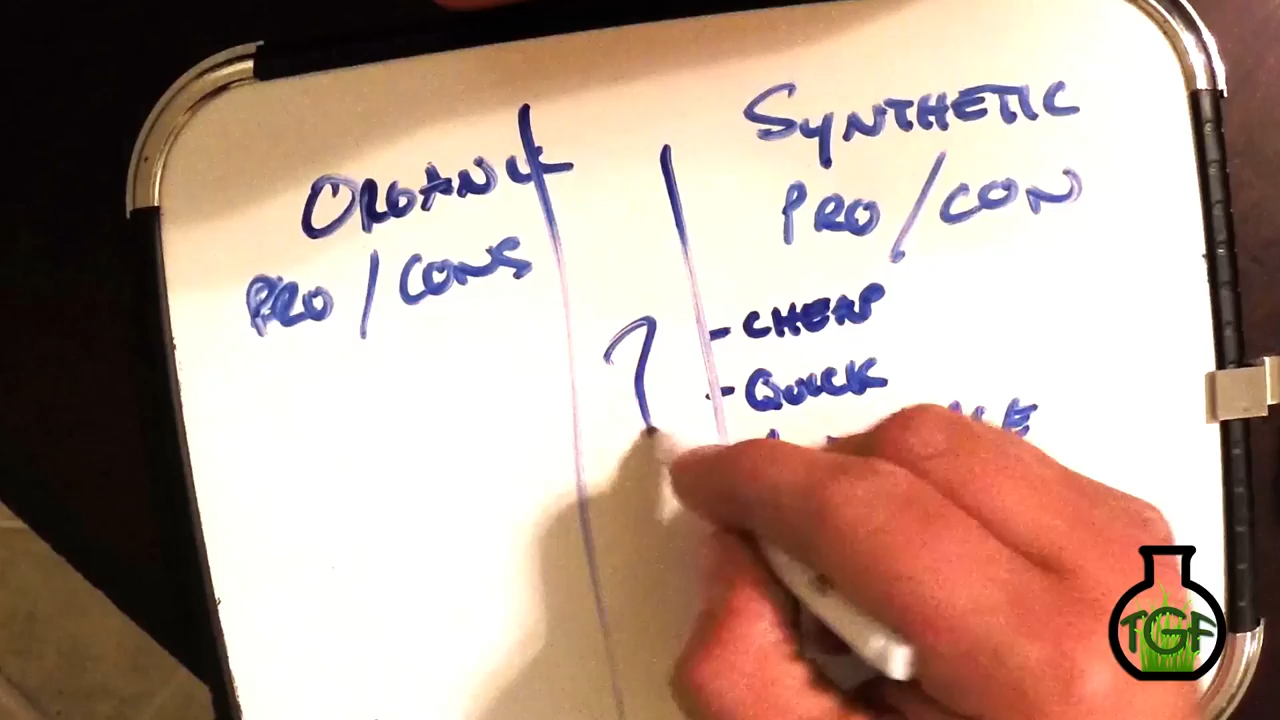 ORGANIC
PRO / CONS
?
SYNTHETIC
PRO / CON
- CHEAP
- QUICK
TGF